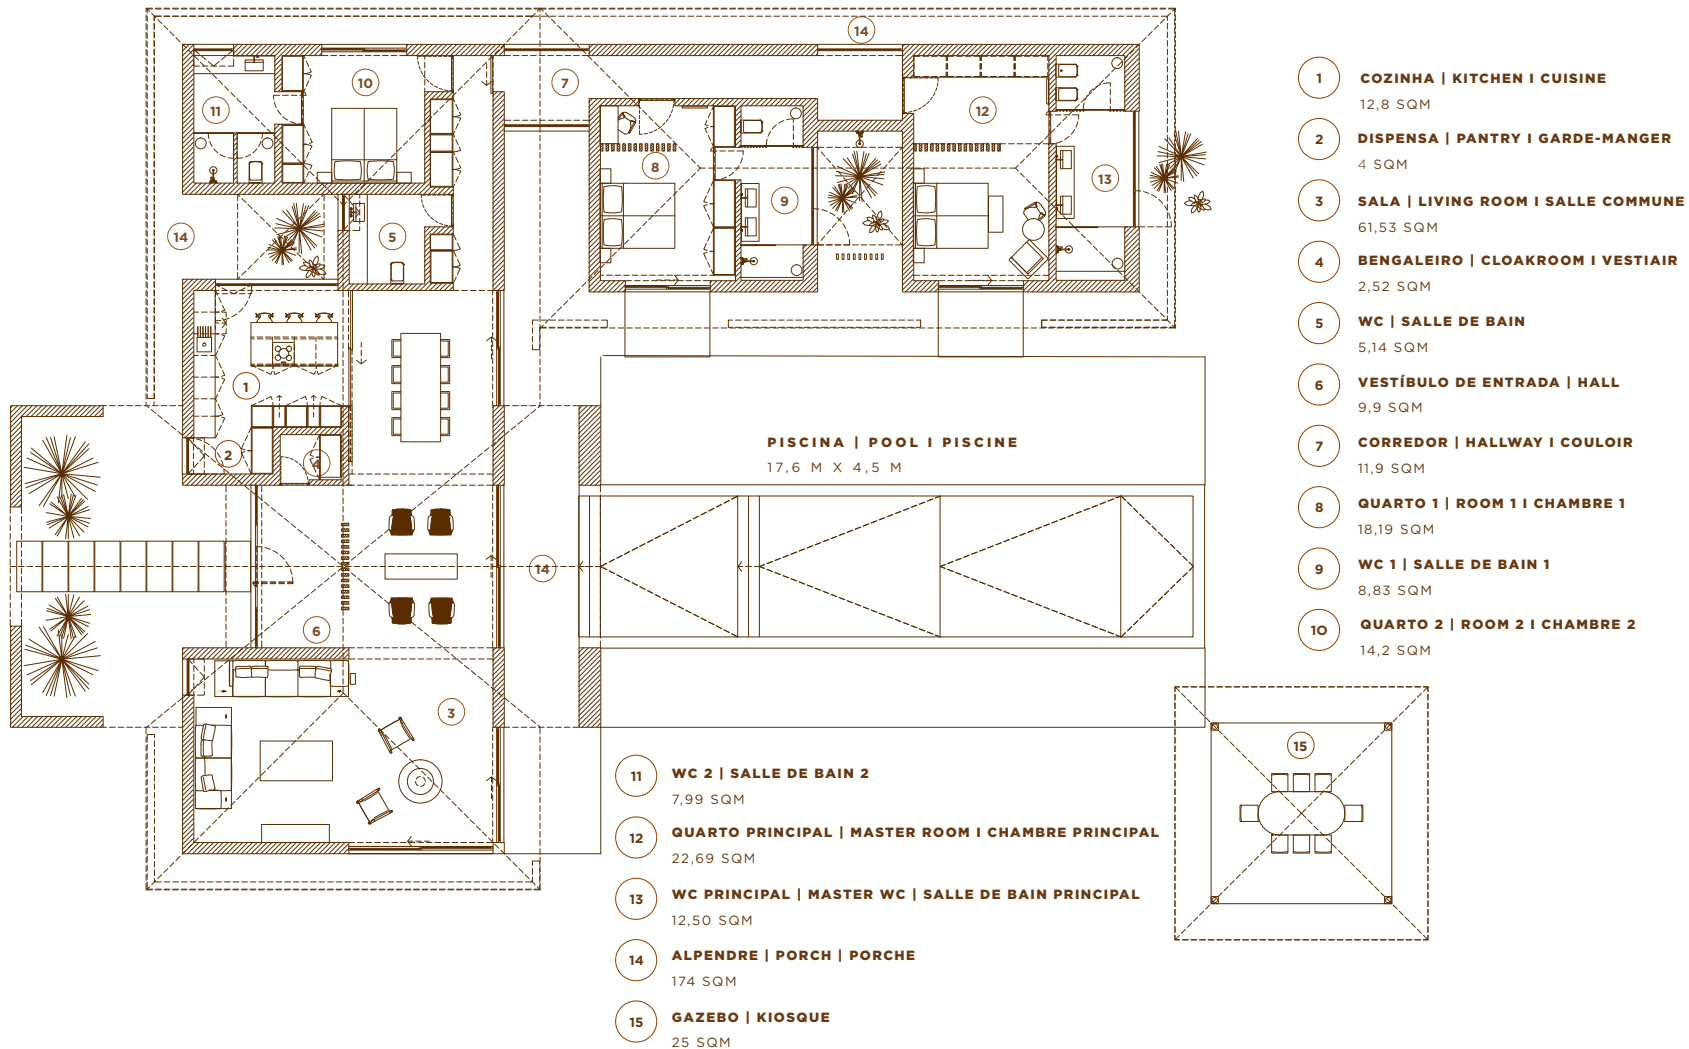 14
11
10
7
12
8
9
13
14
5
1
2
4
14
6
3
15
PISCINA | POOL I PISCINE
17,6 M X 4,5 M
1
COZINHA | KITCHEN I CUISINE
12,8 SQM
2
DISPENSA | PANTRY I GARDE-MANGER
4 SQM
3
SALA | LIVING ROOM I SALLE COMMUNE
61,53 SQM
4
BENGALEIRO | CLOAKROOM I VESTIAIR
2,52 SQM
5
WC | SALLE DE BAIN
5,14 SQM
6
VESTÍBULO DE ENTRADA | HALL
9,9 SQM
7
CORREDOR | HALLWAY I COULOIR
11,9 SQM
8
QUARTO 1 | ROOM 1 I CHAMBRE 1
18,19 SQM
9
WC 1 | SALLE DE BAIN 1
8,83 SQM
10
QUARTO 2 | ROOM 2 I CHAMBRE 2
14,2 SQM
11
WC 2 | SALLE DE BAIN 2
7,99 SQM
12
QUARTO PRINCIPAL | MASTER ROOM I CHAMBRE PRINCIPAL
22,69 SQM
13
WC PRINCIPAL | MASTER WC | SALLE DE BAIN PRINCIPAL
12,50 SQM
14
ALPENDRE | PORCH | PORCHE
174 SQM
15
GAZEBO | KIOSQUE
25 SQM